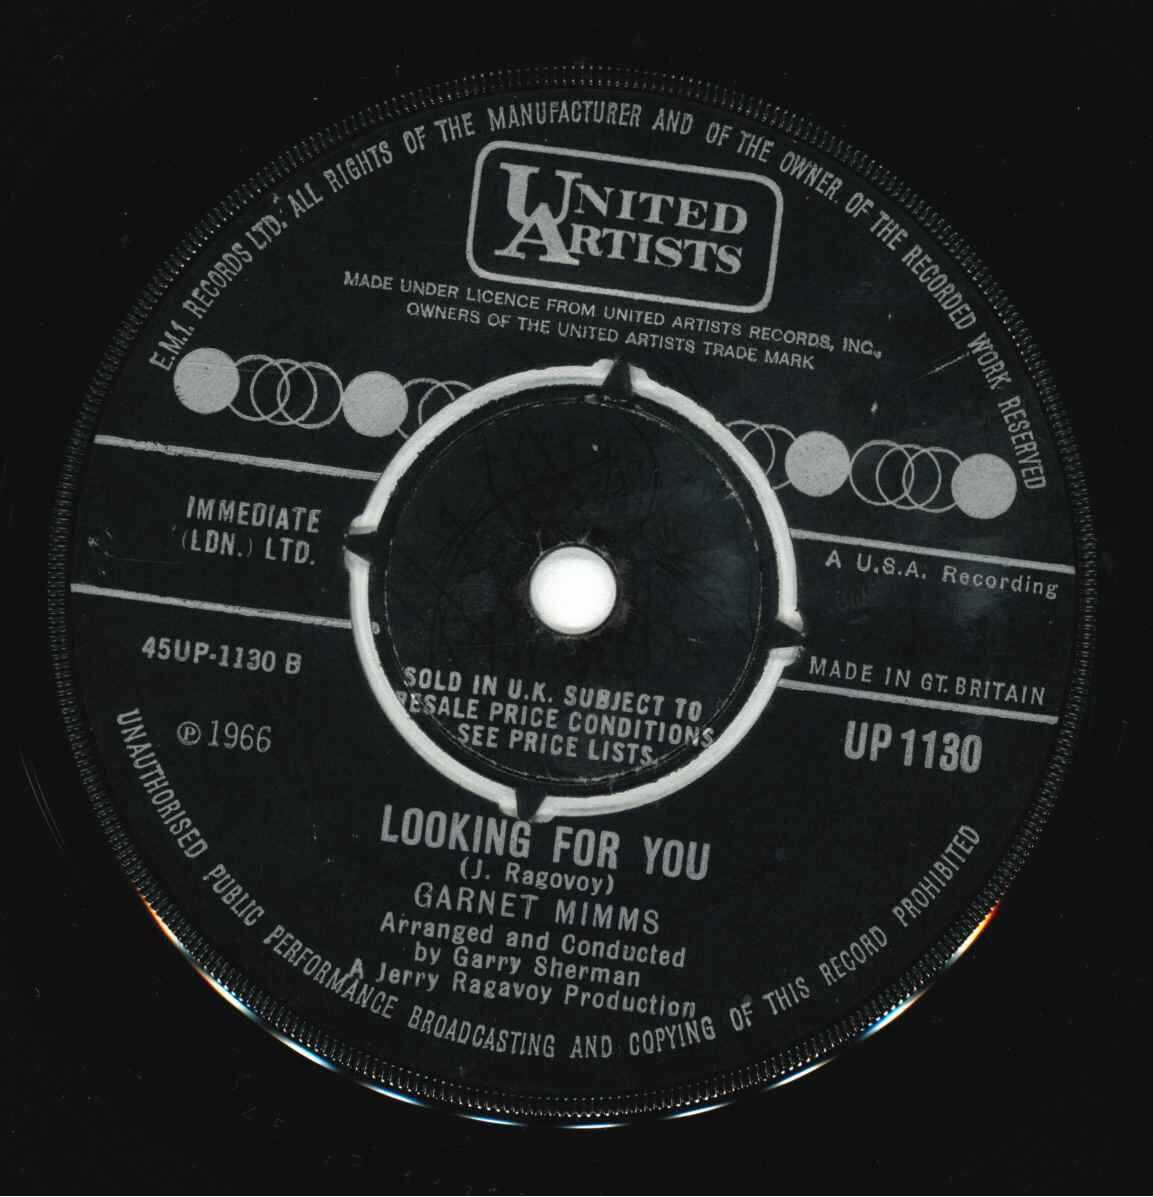 E.M.I. RECORDS LTD. ALL RIGHTS OF THE MANUFACTURER AND OF THE OWNER OF THE RECORDED WORK RESERVED
UNITED
ARTISTS
MADE UNDER LICENCE FROM UNITED ARTISTS RECORDS, INC.,
OWNERS OF THE UNITED ARTISTS TRADE MARK
IMMEDIATE
(LDN.) LTD.
A U.S.A. Recording
45UP-1130 B
MADE IN GT. BRITAIN
℗ 1966
SOLD IN U.K. SUBJECT TO
RESALE PRICE CONDITIONS
SEE PRICE LISTS.
UP 1130
LOOKING FOR YOU
(J. Ragovoy)
GARNET MIMMS
Arranged and Conducted
by Garry Sherman
A Jerry Ragavoy Production
UNAUTHORISED PUBLIC PERFORMANCE BROADCASTING AND COPYING OF THIS RECORD PROHIBITED